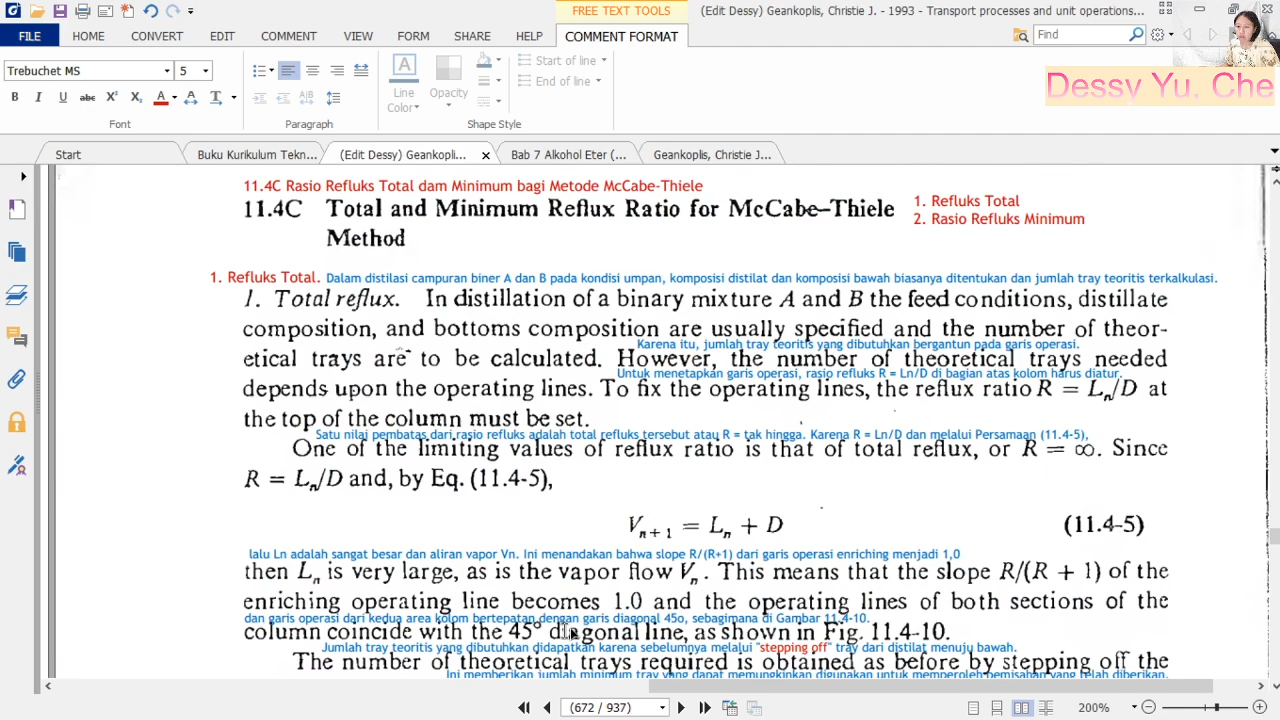 FREE TEXT TOOLS
(Edit Dessy) Geankoplis, Christie J. - 1993 - Transport processes and unit operations...
FILE HOME CONVERT EDIT COMMENT VIEW FORM SHARE HELP COMMENT FORMAT
Find
Trebuchet MS 5
Start of line
End of line
Line Color
Opacity
Font Paragraph Shape Style
Dessy Yu, Che
Start
Buku Kurikulum Tekn...
(Edit Dessy) Geankopli...
Bab 7 Alkohol Eter (...
Geankoplis, Christie J...
11.4C Rasio Refluks Total dam Minimum bagi Metode McCabe-Thiele
11.4C Total and Minimum Reflux Ratio for McCabe–Thiele
Method
1. Refluks Total
2. Rasio Refluks Minimum
1. Refluks Total. Dalam distilasi campuran biner A dan B pada kondisi umpan, komposisi distilat dan komposisi bawah biasanya ditentukan dan jumlah tray teoritis terkalkulasi.
1. Total reflux. In distillation of a binary mixture A and B the feed conditions, distillate
composition, and bottoms composition are usually specified and the number of theor-
Karena itu, jumlah tray teoritis yang dibutuhkan bergantun pada garis operasi.
etical trays are to be calculated. However, the number of theoretical trays needed
Untuk menetapkan garis operasi, rasio refluks R = Ln/D di bagian atas kolom harus diatur.
depends upon the operating lines. To fix the operating lines, the reflux ratio R = Ln/D at
the top of the column must be set.
Satu nilai pembatas dari rasio refluks adalah total refluks tersebut atau R = tak hingga. Karena R = Ln/D dan melalui Persamaan (11.4-5),
One of the limiting values of reflux ratio is that of total reflux, or R = ∞. Since
R = Ln/D and, by Eq. (11.4-5),
Vn+1 = Ln + D (11.4-5)
lalu Ln adalah sangat besar dan aliran vapor Vn. Ini menandakan bahwa slope R/(R+1) dari garis operasi enriching menjadi 1,0
then Ln is very large, as is the vapor flow Vn. This means that the slope R/(R + 1) of the
enriching operating line becomes 1.0 and the operating lines of both sections of the
dan garis operasi dari kedua area kolom bertepatan dengan garis diagonal 45o, sebagimana di Gambar 11.4-10.
column coincide with the 45° diagonal line, as shown in Fig. 11.4-10.
Jumlah tray teoritis yang dibutuhkan didapatkan karena sebelumnya melalui "stepping off" tray dari distilat menuju bawah.
The number of theoretical trays required is obtained as before by stepping off the
Ini memberikan jumlah minimum tray yang dapat memungkinkan digunakan untuk memperoleh pemisahan yang telah diberikan.
(672 / 937)
200%